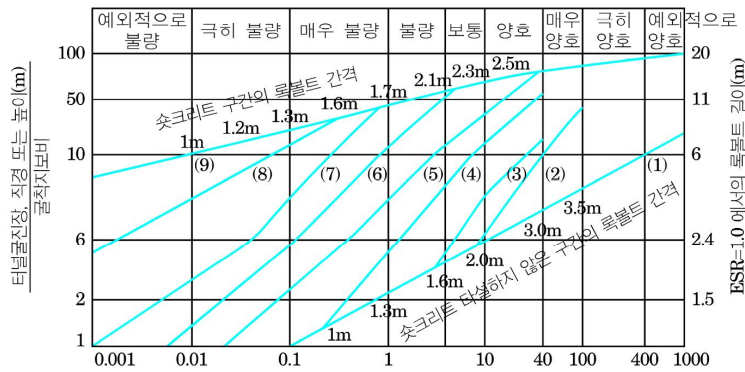 예외적으로 불량
극히 불량
매우 불량
불량
보통
양호
매우 양호
극히 양호
예외적으로 양호
터널굴진장, 직경 또는 높이(m)
굴착지보비
100
50
10
6
2
1
숏크리트 구간의 록볼트 간격
1m
1.2m
1.3m
1.6m
1.7m
2.1m
2.3m
2.5m
(9)
(8)
(7)
(6)
(5)
(4)
(3)
(2)
(1)
3.5m
3.0m
2.0m
1.6m
1.3m
1m
숏크리트 타설하지 않은 구간의 록볼트 간격
20
11
6
2.4
1.5
ESR=1.0 에서의 록볼트 길이(m)
0.001
0.01
0.1
1
10
40
100
400
1000